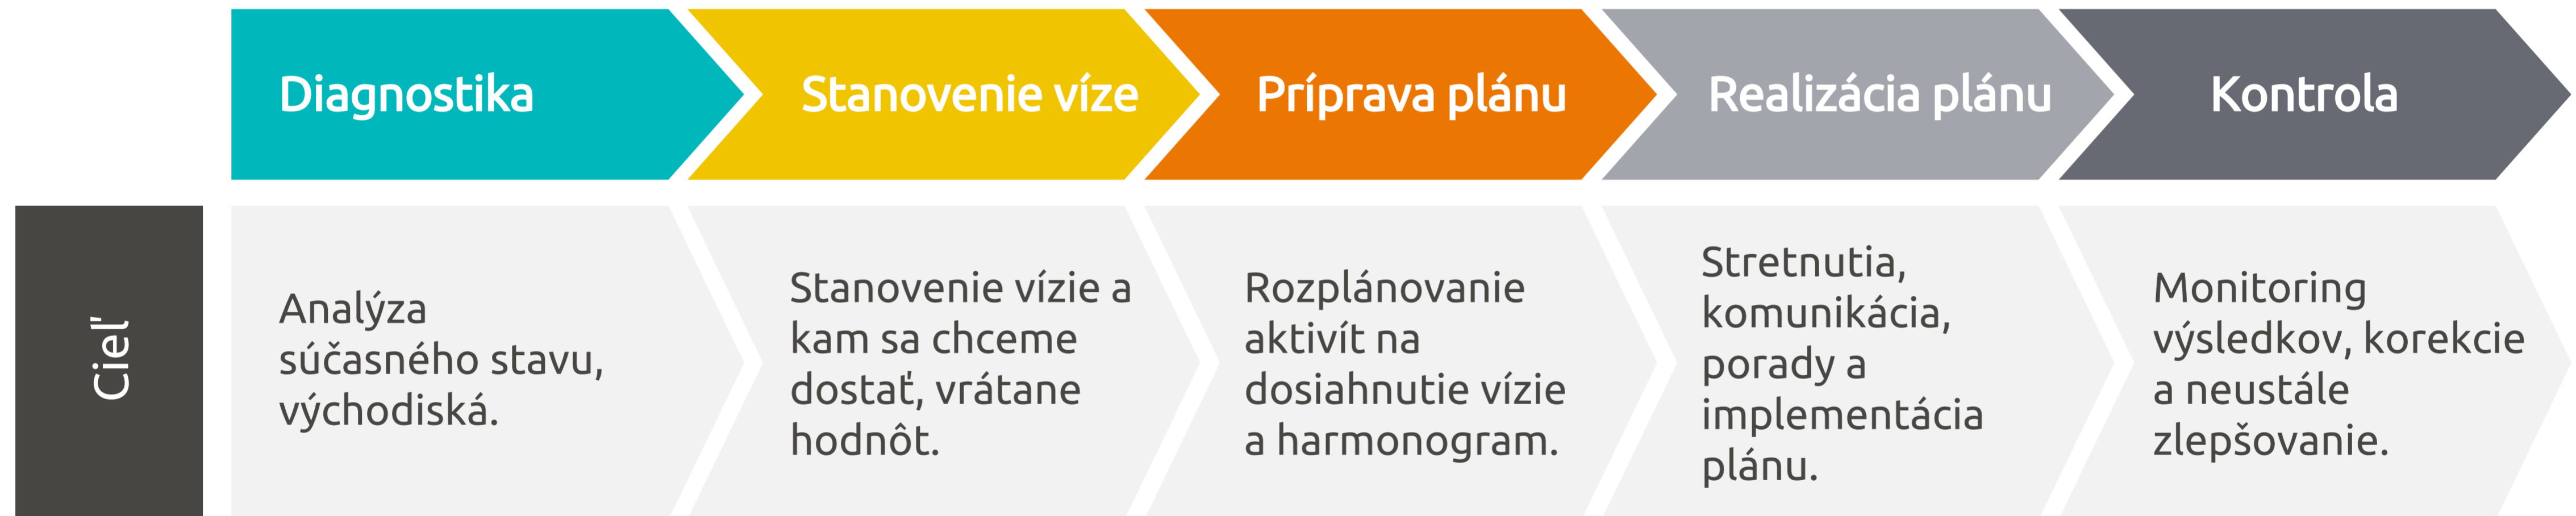 Diagnostika
Stanovenie víze
Príprava plánu
Realizácia plánu
Kontrola
Cieľ
Analýza
súčasného stavu,
východiská.
Stanovenie vízie a
kam sa chceme
dostať, vrátane
hodnôt.
Rozplánovanie
aktivít na
dosiahnutie vízie
a harmonogram.
Stretnutia,
komunikácia,
porady a
implementácia
plánu.
Monitoring
výsledkov, korekcie
a neustále
zlepšovanie.